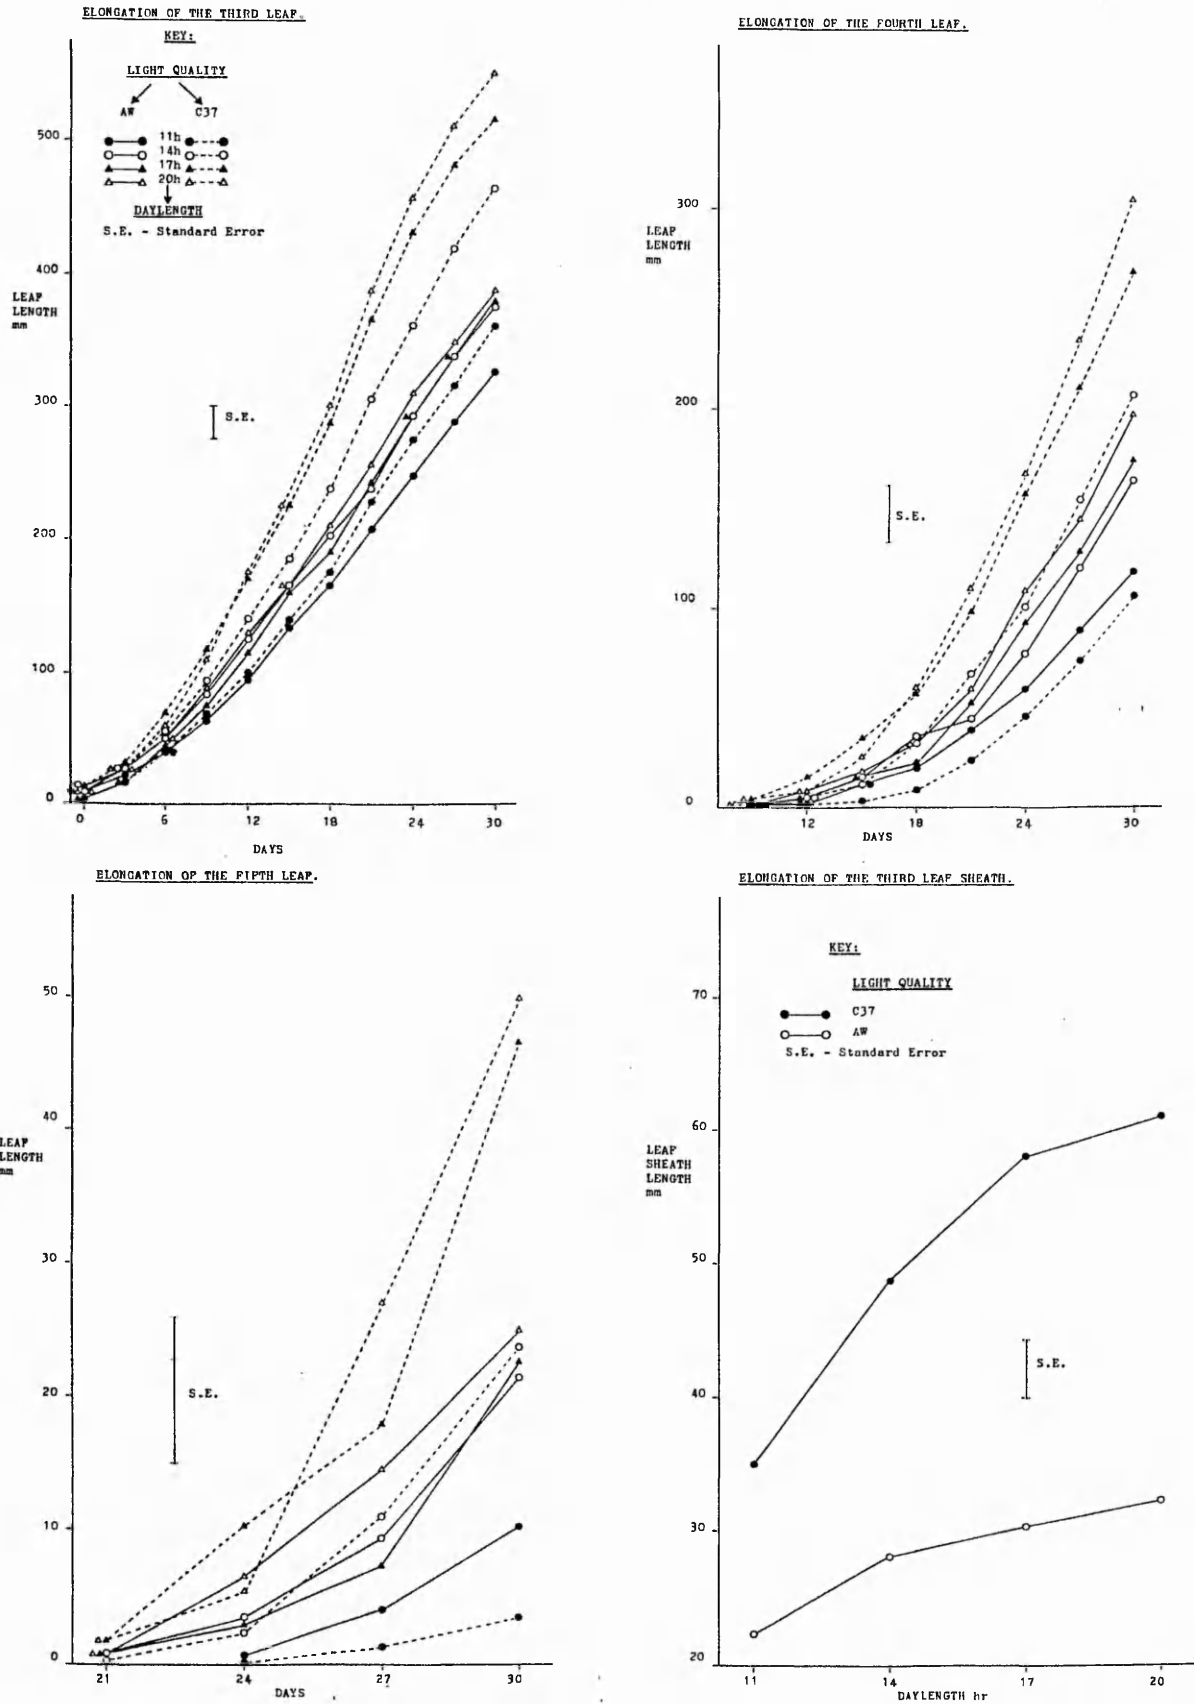 ELONGATION OF THE THIRD LEAF.
KEY:
LIGHT QUALITY
AW C37
11h
14h
17h
20h
DAYLENGTH
S.E. - Standard Error
500
400
LEAF
LENGTH
mm
300
S.E.
200
100
0
0 6 12 18 24 30
DAYS
ELONGATION OF THE FOURTH LEAF.
300
LEAF
LENGTH
mm
200
S.E.
100
0
12 18 24 30
DAYS
ELONGATION OF THE FIFTH LEAF.
50
40
LEAF
LENGTH
mm
30
20
S.E.
10
0
21 24 27 30
DAYS
ELONGATION OF THE THIRD LEAF SHEATH.
KEY:
LIGHT QUALITY
C37
AW
S.E. - Standard Error
70
60
LEAF
SHEATH
LENGTH
mm
50
S.E.
40
30
20
11 14 17 20
DAYLENGTH hr